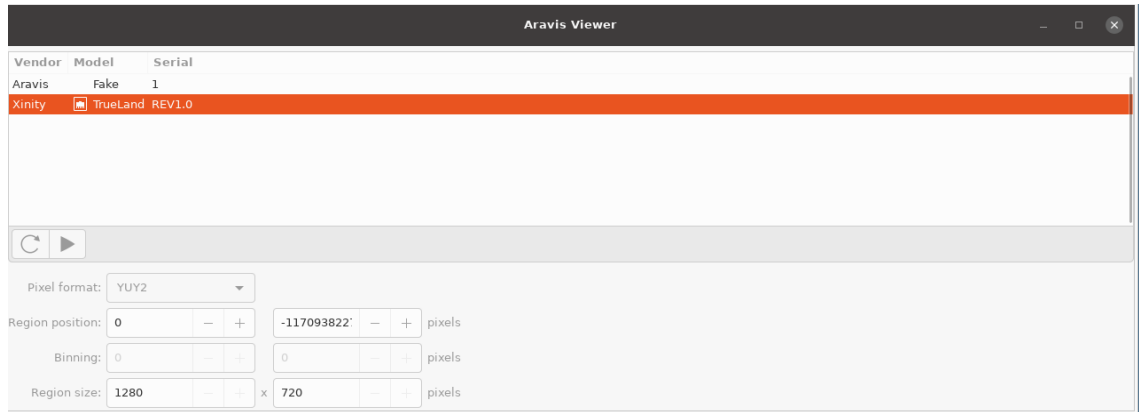 Aravis Viewer
Vendor Model Serial
Aravis Fake 1
Xinity TrueLand REV1.0
Pixel format: YUY2
Region position: 0 - + -1170938227 - + pixels
Binning: 0 - + 0 - + pixels
Region size: 1280 - + x 720 - + pixels